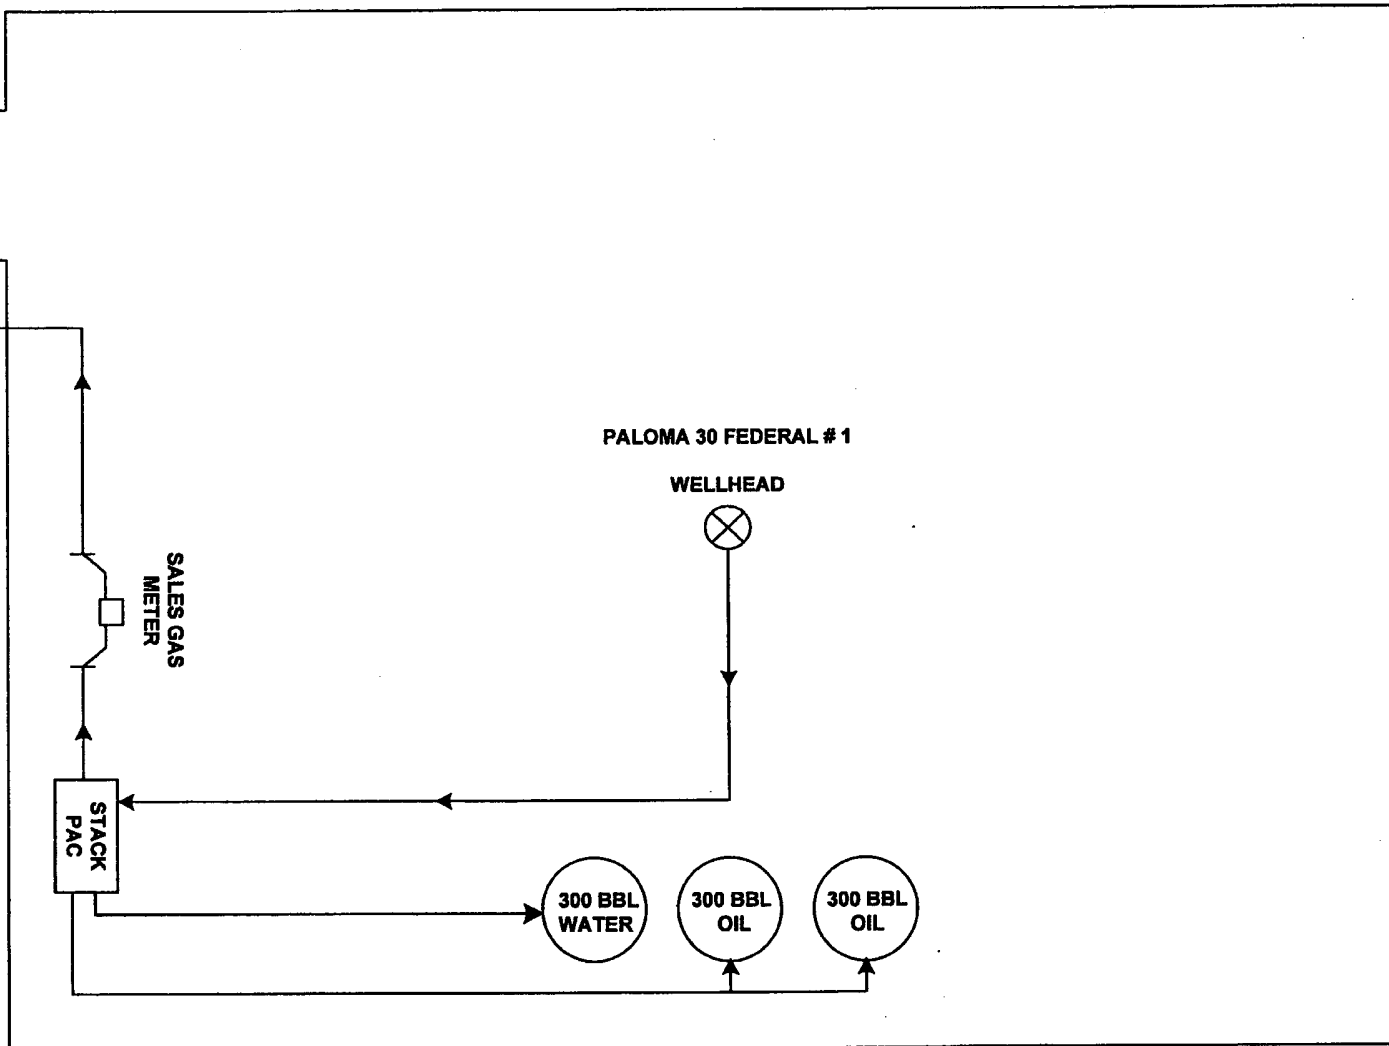 PALOMA 30 FEDERAL # 1
WELLHEAD
SALES GAS
METER
STACK
PAC
300 BBL
WATER
300 BBL
OIL
300 BBL
OIL